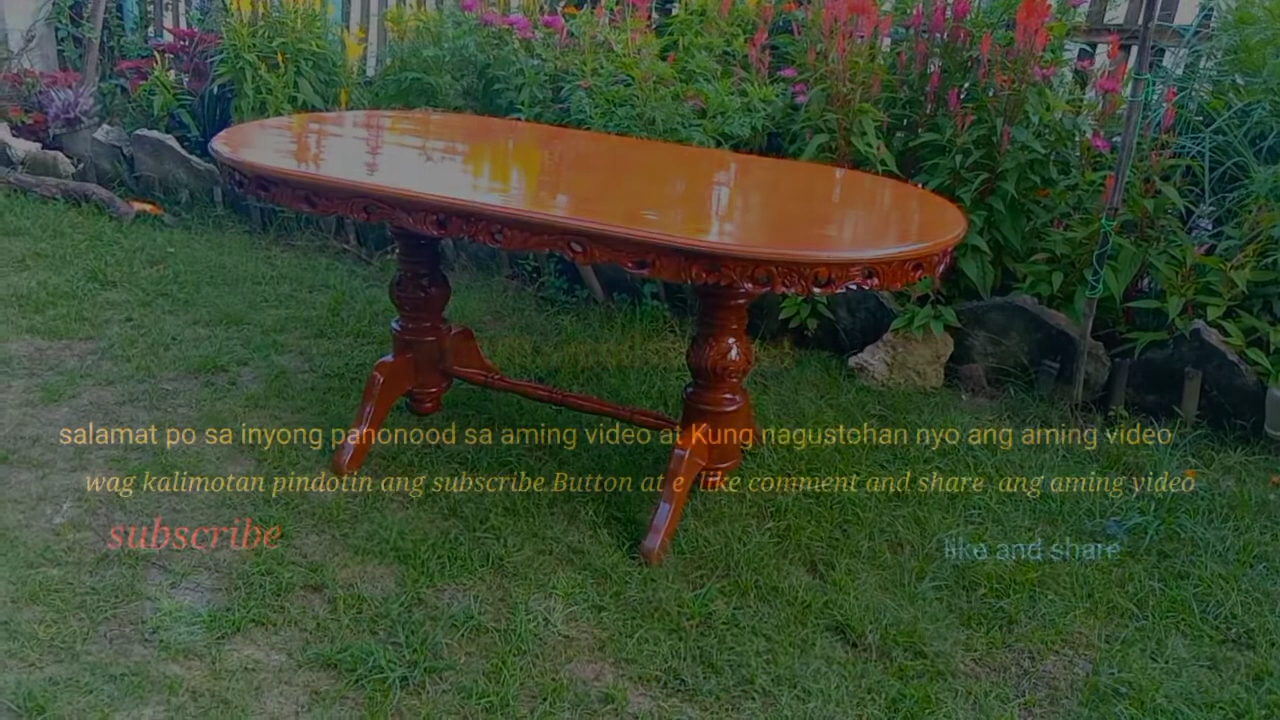 salamat po sa inyong panonood sa aming video at Kung nagustohan nyo ang aming video
wag kalimotan pindotin ang subscribe Button at e like comment and share ang aming video
subscribe
like and share